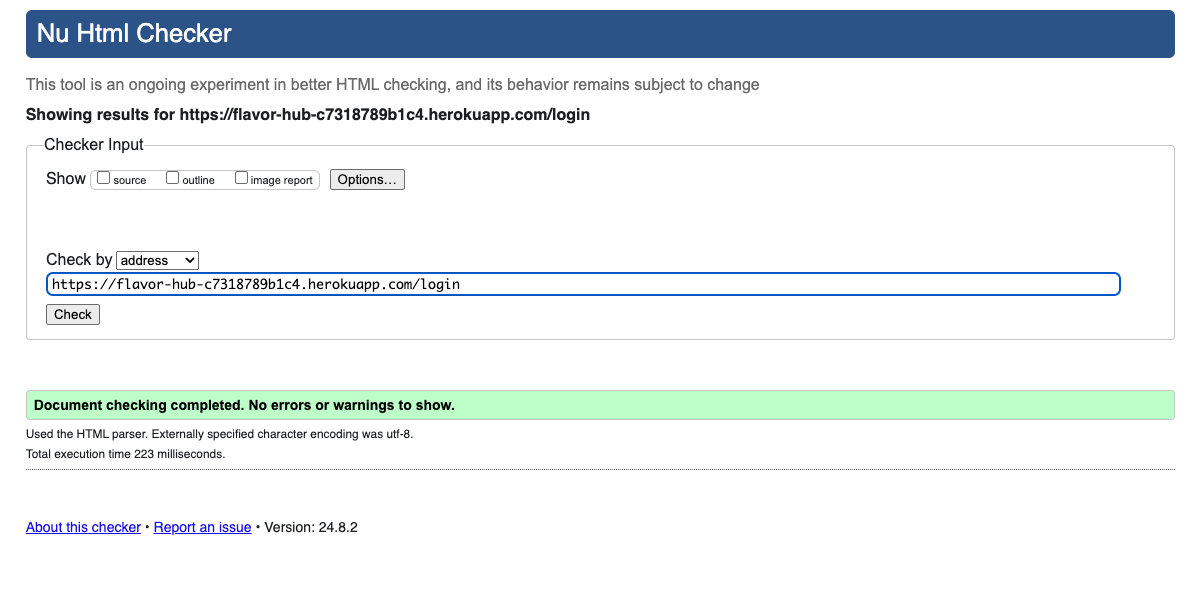 Nu Html Checker
This tool is an ongoing experiment in better HTML checking, and its behavior remains subject to change
Showing results for https://flavor-hub-c7318789b1c4.herokuapp.com/login
Checker Input
Show source outline image report Options...
Check by address
https://flavor-hub-c7318789b1c4.herokuapp.com/login
Check
Document checking completed. No errors or warnings to show.
Used the HTML parser. Externally specified character encoding was utf-8.
Total execution time 223 milliseconds.
About this checker • Report an issue • Version: 24.8.2